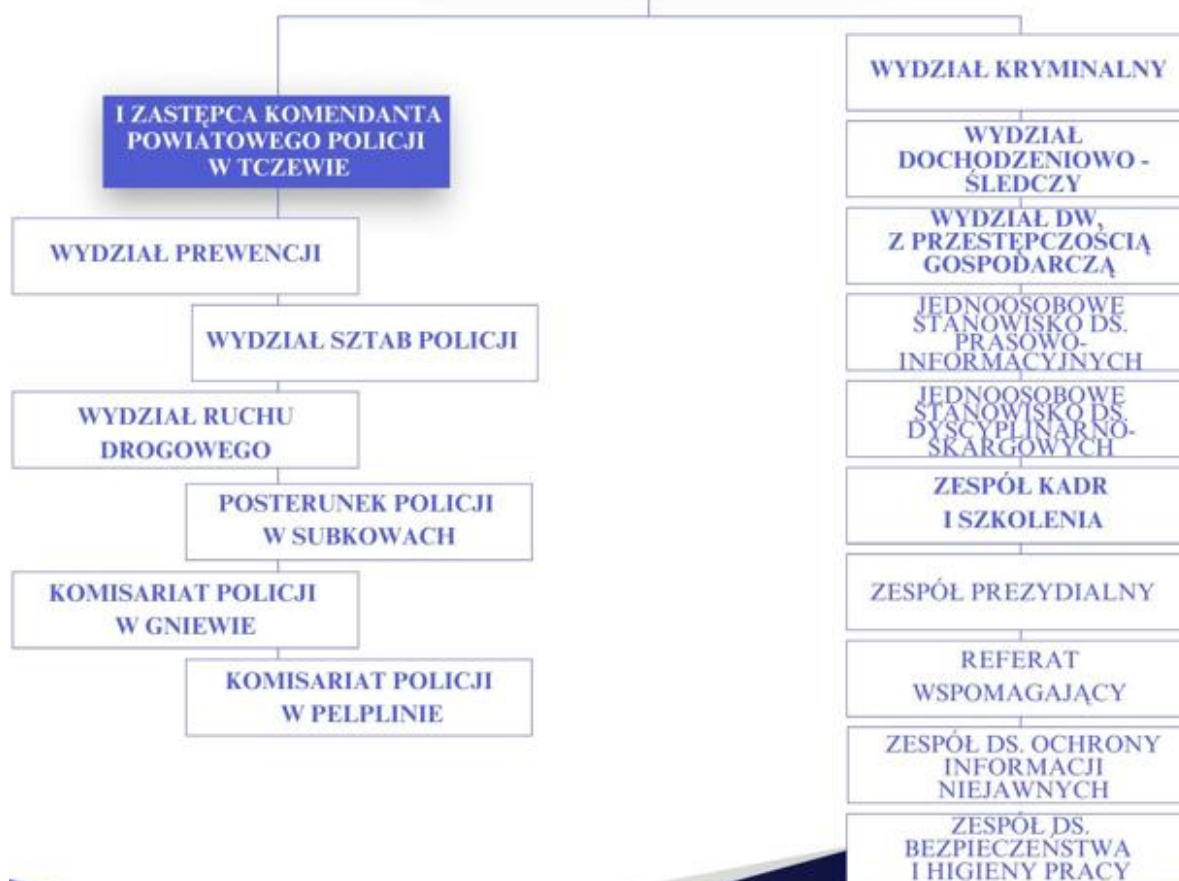 I ZASTĘPCA KOMENDANTA
POWIATOWEGO POLICJI
W TCZEWIE
WYDZIAŁ PREWENCJI
WYDZIAŁ SZTAB POLICJI
WYDZIAŁ RUCHU
DROGOWEGO
POSTERUNEK POLICJI
W SUBKOWACH
KOMISARIAT POLICJI
W GNIEWIE
KOMISARIAT POLICJI
W PELPLINIE
WYDZIAŁ KRYMINALNY
WYDZIAŁ
DOCHODZENIOWO -
ŚLEDCZY
WYDZIAŁ DW,
Z PRZESTĘPCZOŚCIĄ
GOSPODARCZĄ
JEDNOOSOBOWE
STANOWISKO DS.
PRASOWO-
INFORMACYJNYCH
JEDNOOSOBOWE
STANOWISKO DS.
DYSCYPLINARNO-
SKARGOWYCH
ZESPÓŁ KADR
I SZKOLENIA
ZESPÓŁ PREZYDIALNY
REFERAT
WSPOMAGAJĄCY
ZESPÓŁ DS. OCHRONY
INFORMACJI
NIEJAWNYCH
ZESPÓŁ DS.
BEZPIECZEŃSTWA
I HIGIENY PRACY